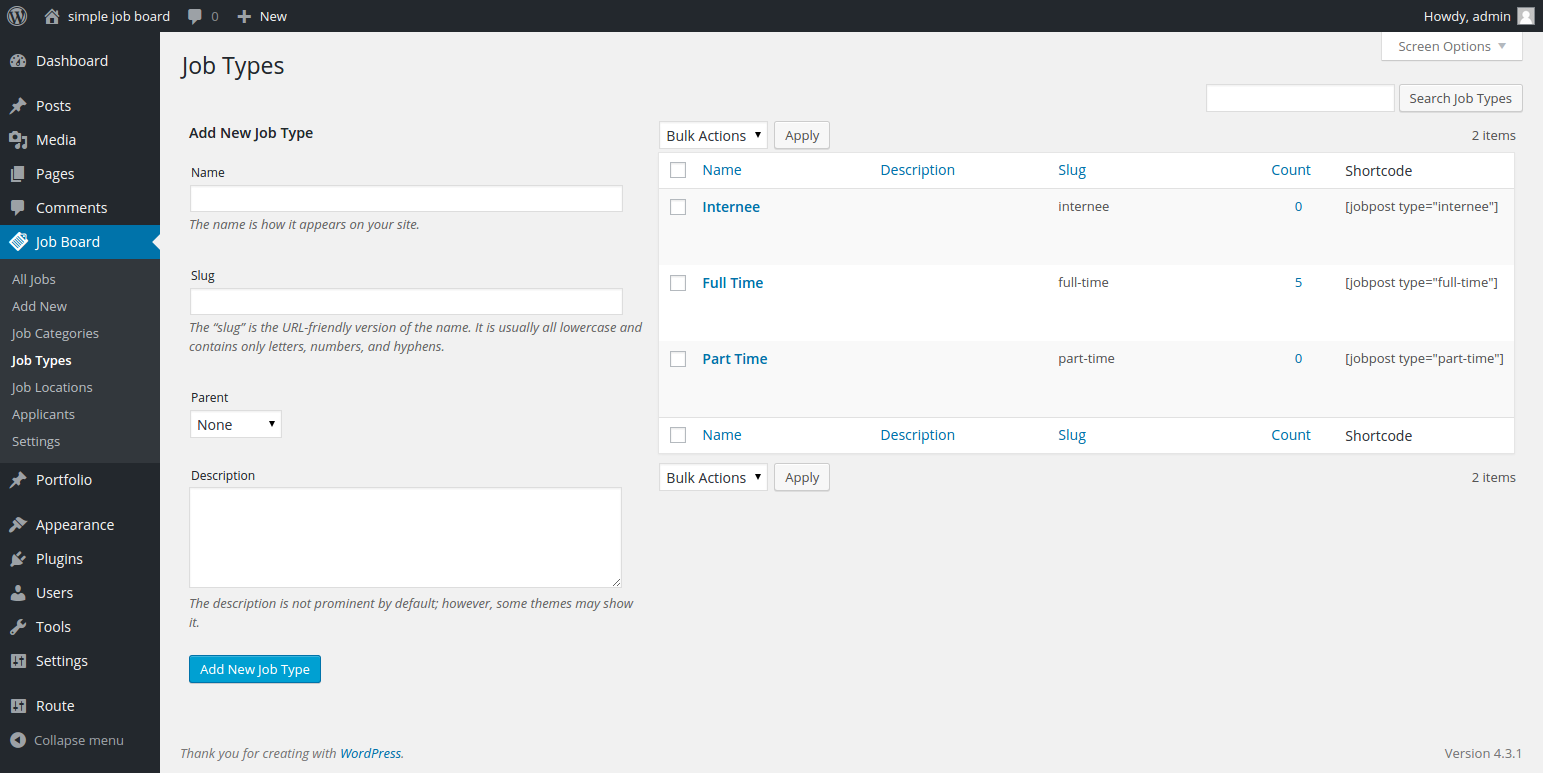 simple job board 0 New Howdy, admin
Screen Options
Dashboard
Posts
Media
Pages
Comments
Job Board
All Jobs
Add New
Job Categories
Job Types
Job Locations
Applicants
Settings
Portfolio
Appearance
Plugins
Users
Tools
Settings
Route
Collapse menu
Job Types
Search Job Types
Add New Job Type
Name
The name is how it appears on your site.
Slug
The “slug” is the URL-friendly version of the name. It is usually all lowercase and
contains only letters, numbers, and hyphens.
Parent
None
Description
The description is not prominent by default; however, some themes may show
it.
Add New Job Type
Bulk Actions Apply 2 items
Name Description Slug Count Shortcode
Internee internee 0 [jobpost type="internee"]
Full Time full-time 5 [jobpost type="full-time"]
Part Time part-time 0 [jobpost type="part-time"]
Name Description Slug Count Shortcode
Bulk Actions Apply 2 items
Thank you for creating with WordPress. Version 4.3.1